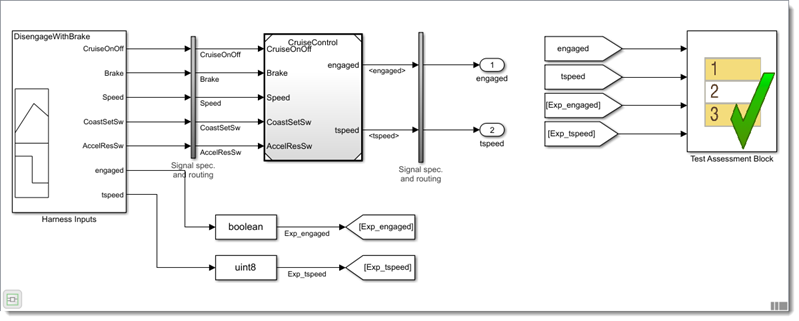 DisengageWithBrake
CruiseOnOff
Brake
Speed
CoastSetSw
AccelResSw
engaged
tspeed
Harness Inputs
CruiseOnOff
Brake
Speed
CoastSetSw
AccelResSw
Signal spec.
and routing
CruiseControl
CruiseOnOff
Brake
Speed
CoastSetSw
AccelResSw
engaged
tspeed
<engaged>
<tspeed>
Signal spec.
and routing
1
engaged
2
tspeed
engaged
tspeed
[Exp_engaged]
[Exp_tspeed]
1
2
3
Test Assessment Block
boolean
Exp_engaged
[Exp_engaged]
uint8
Exp_tspeed
[Exp_tspeed]